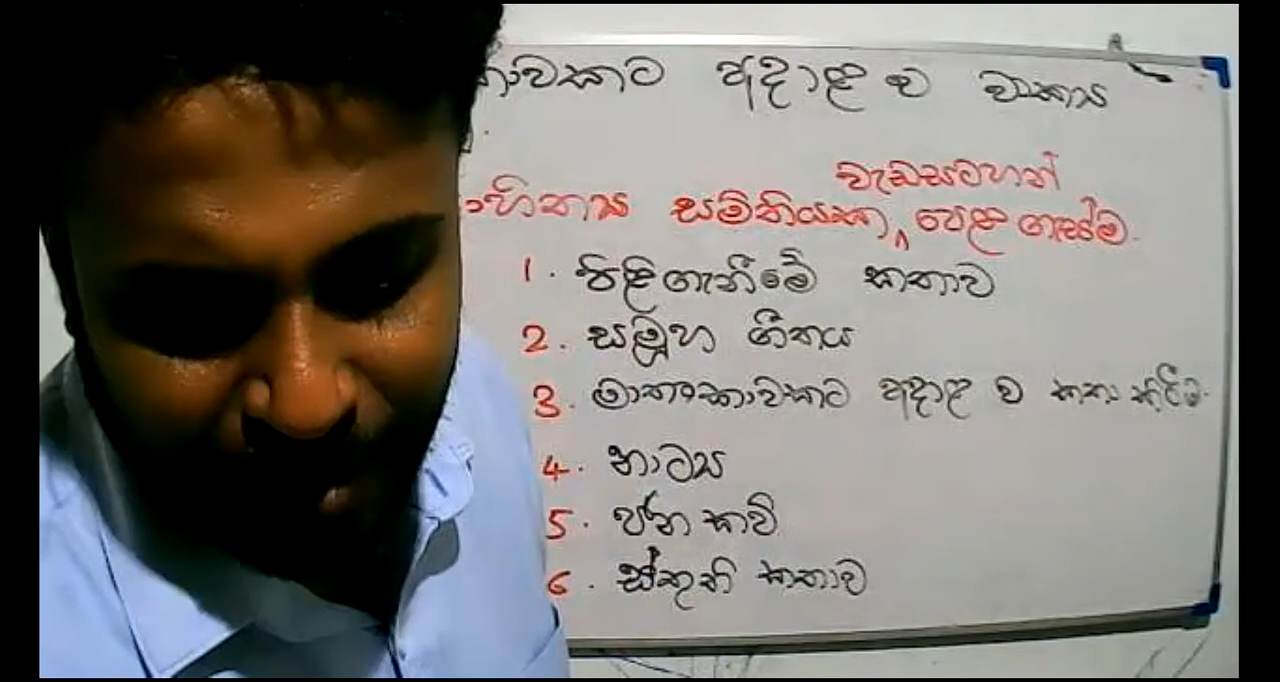 අදාළ ව වාක්‍ය
වැඩසටහන්
සමිතියක පෙළ ගැස්ම.
1. පිළිගැනීමේ කතාව
2. සමූහ ගීතය
3. මාතෘකාවකට අදාළ ව කතා කිරීම.
4. නාට්‍ය
5. ජන කවි
6. ස්තුති කතාව